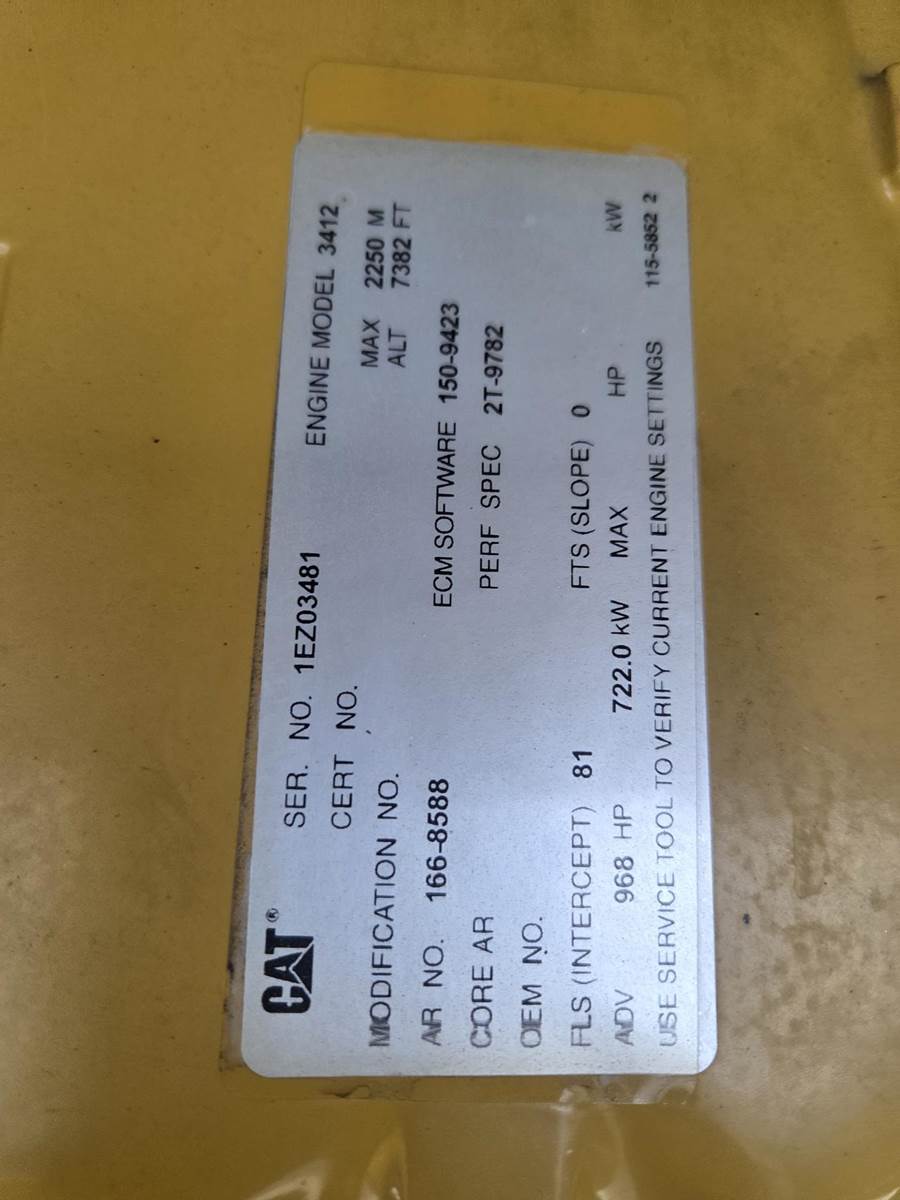 CAT®
SER. NO. 1EZ03481 ENGINE MODEL 3412
CERT NO.
MODIFICATION NO. MAX 2250 M
ALT 7382 FT
AR NO. 166-8588 ECM SOFTWARE 150-9423
CORE AR PERF SPEC 2T-9782
OEM NO.
FLS (INTERCEPT) 81 FTS (SLOPE) 0
ADV 968 HP 722.0 kW MAX HP kW
USE SERVICE TOOL TO VERIFY CURRENT ENGINE SETTINGS 115-5852 2